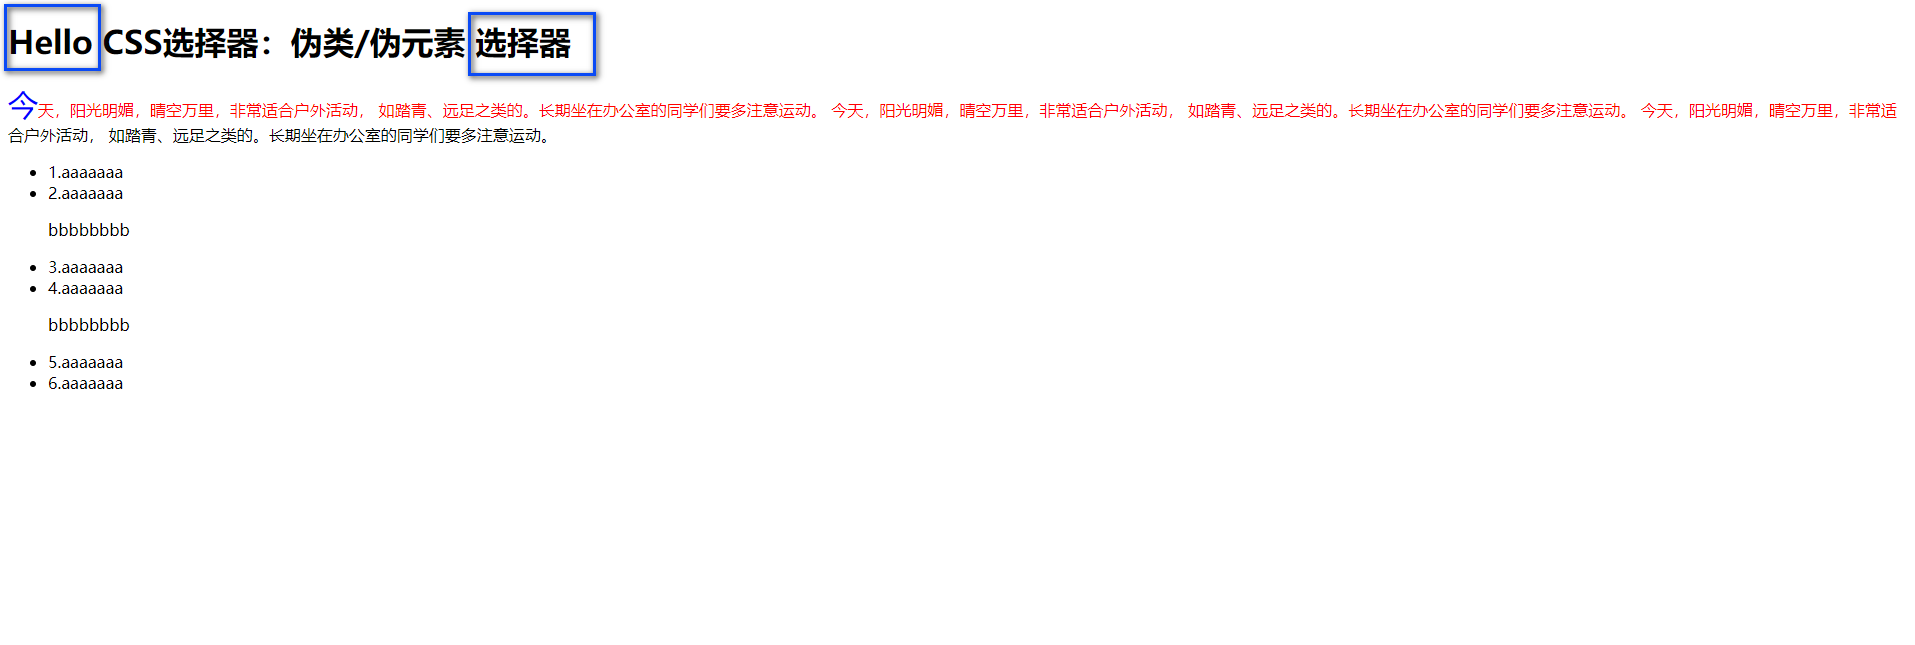 Hello CSS选择器：伪类/伪元素 选择器
今天，阳光明媚，晴空万里，非常适合户外活动， 如踏青、远足之类的。长期坐在办公室的同学们要多注意运动。 今天，阳光明媚，晴空万里，非常适合户外活动， 如踏青、远足之类的。长期坐在办公室的同学们要多注意运动。 今天，阳光明媚，晴空万里，非常适
合户外活动， 如踏青、远足之类的。长期坐在办公室的同学们要多注意运动。
• 1.aaaaaaa
• 2.aaaaaaa
bbbbbbbb
• 3.aaaaaaa
• 4.aaaaaaa
bbbbbbbb
• 5.aaaaaaa
• 6.aaaaaaa